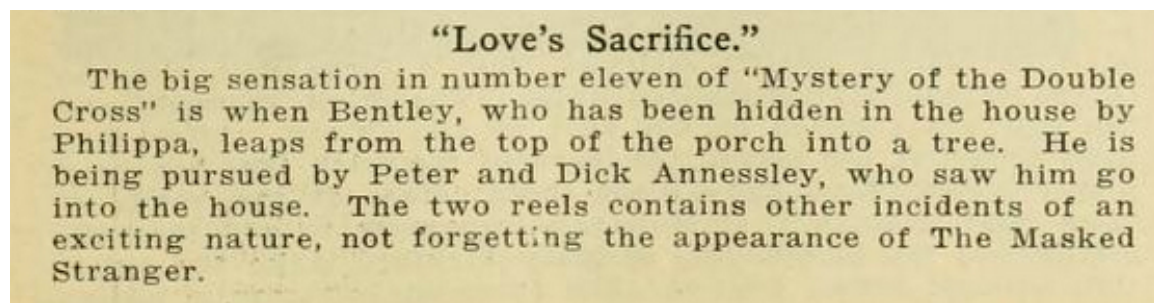 “Love’s Sacrifice.”
The big sensation in number eleven of “Mystery of the Double
Cross” is when Bentley, who has been hidden in the house by
Philippa, leaps from the top of the porch into a tree. He is
being pursued by Peter and Dick Annessley, who saw him go
into the house. The two reels contains other incidents of an
exciting nature, not forgetting the appearance of The Masked
Stranger.